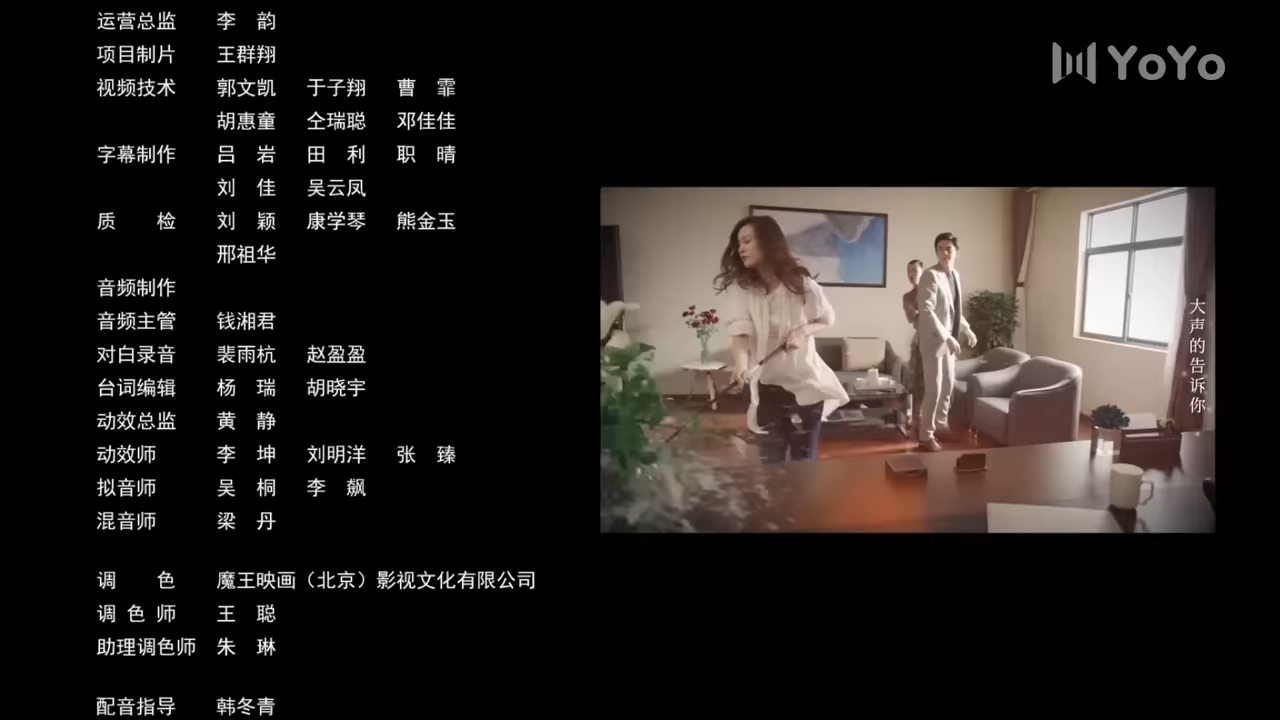 运营总监 李 韵
项目制片 王群翔
视频技术 郭文凯 于子翔 曹 霏
胡惠童 仝瑞聪 邓佳佳
字幕制作 吕 岩 田 利 职 晴
刘 佳 吴云凤
质 检 刘 颖 康学琴 熊金玉
邢祖华
音频制作
音频主管 钱湘君
对白录音 裴雨杭 赵盈盈
台词编辑 杨 瑞 胡晓宇
动效总监 黄 静
动效师 李 坤 刘明洋 张 臻
拟音师 吴 桐 李 飙
混音师 梁 丹
调 色 魔王映画（北京）影视文化有限公司
调 色 师 王 聪
助理调色师 朱 琳
配音指导 韩冬青
YoYo
大声的告诉你